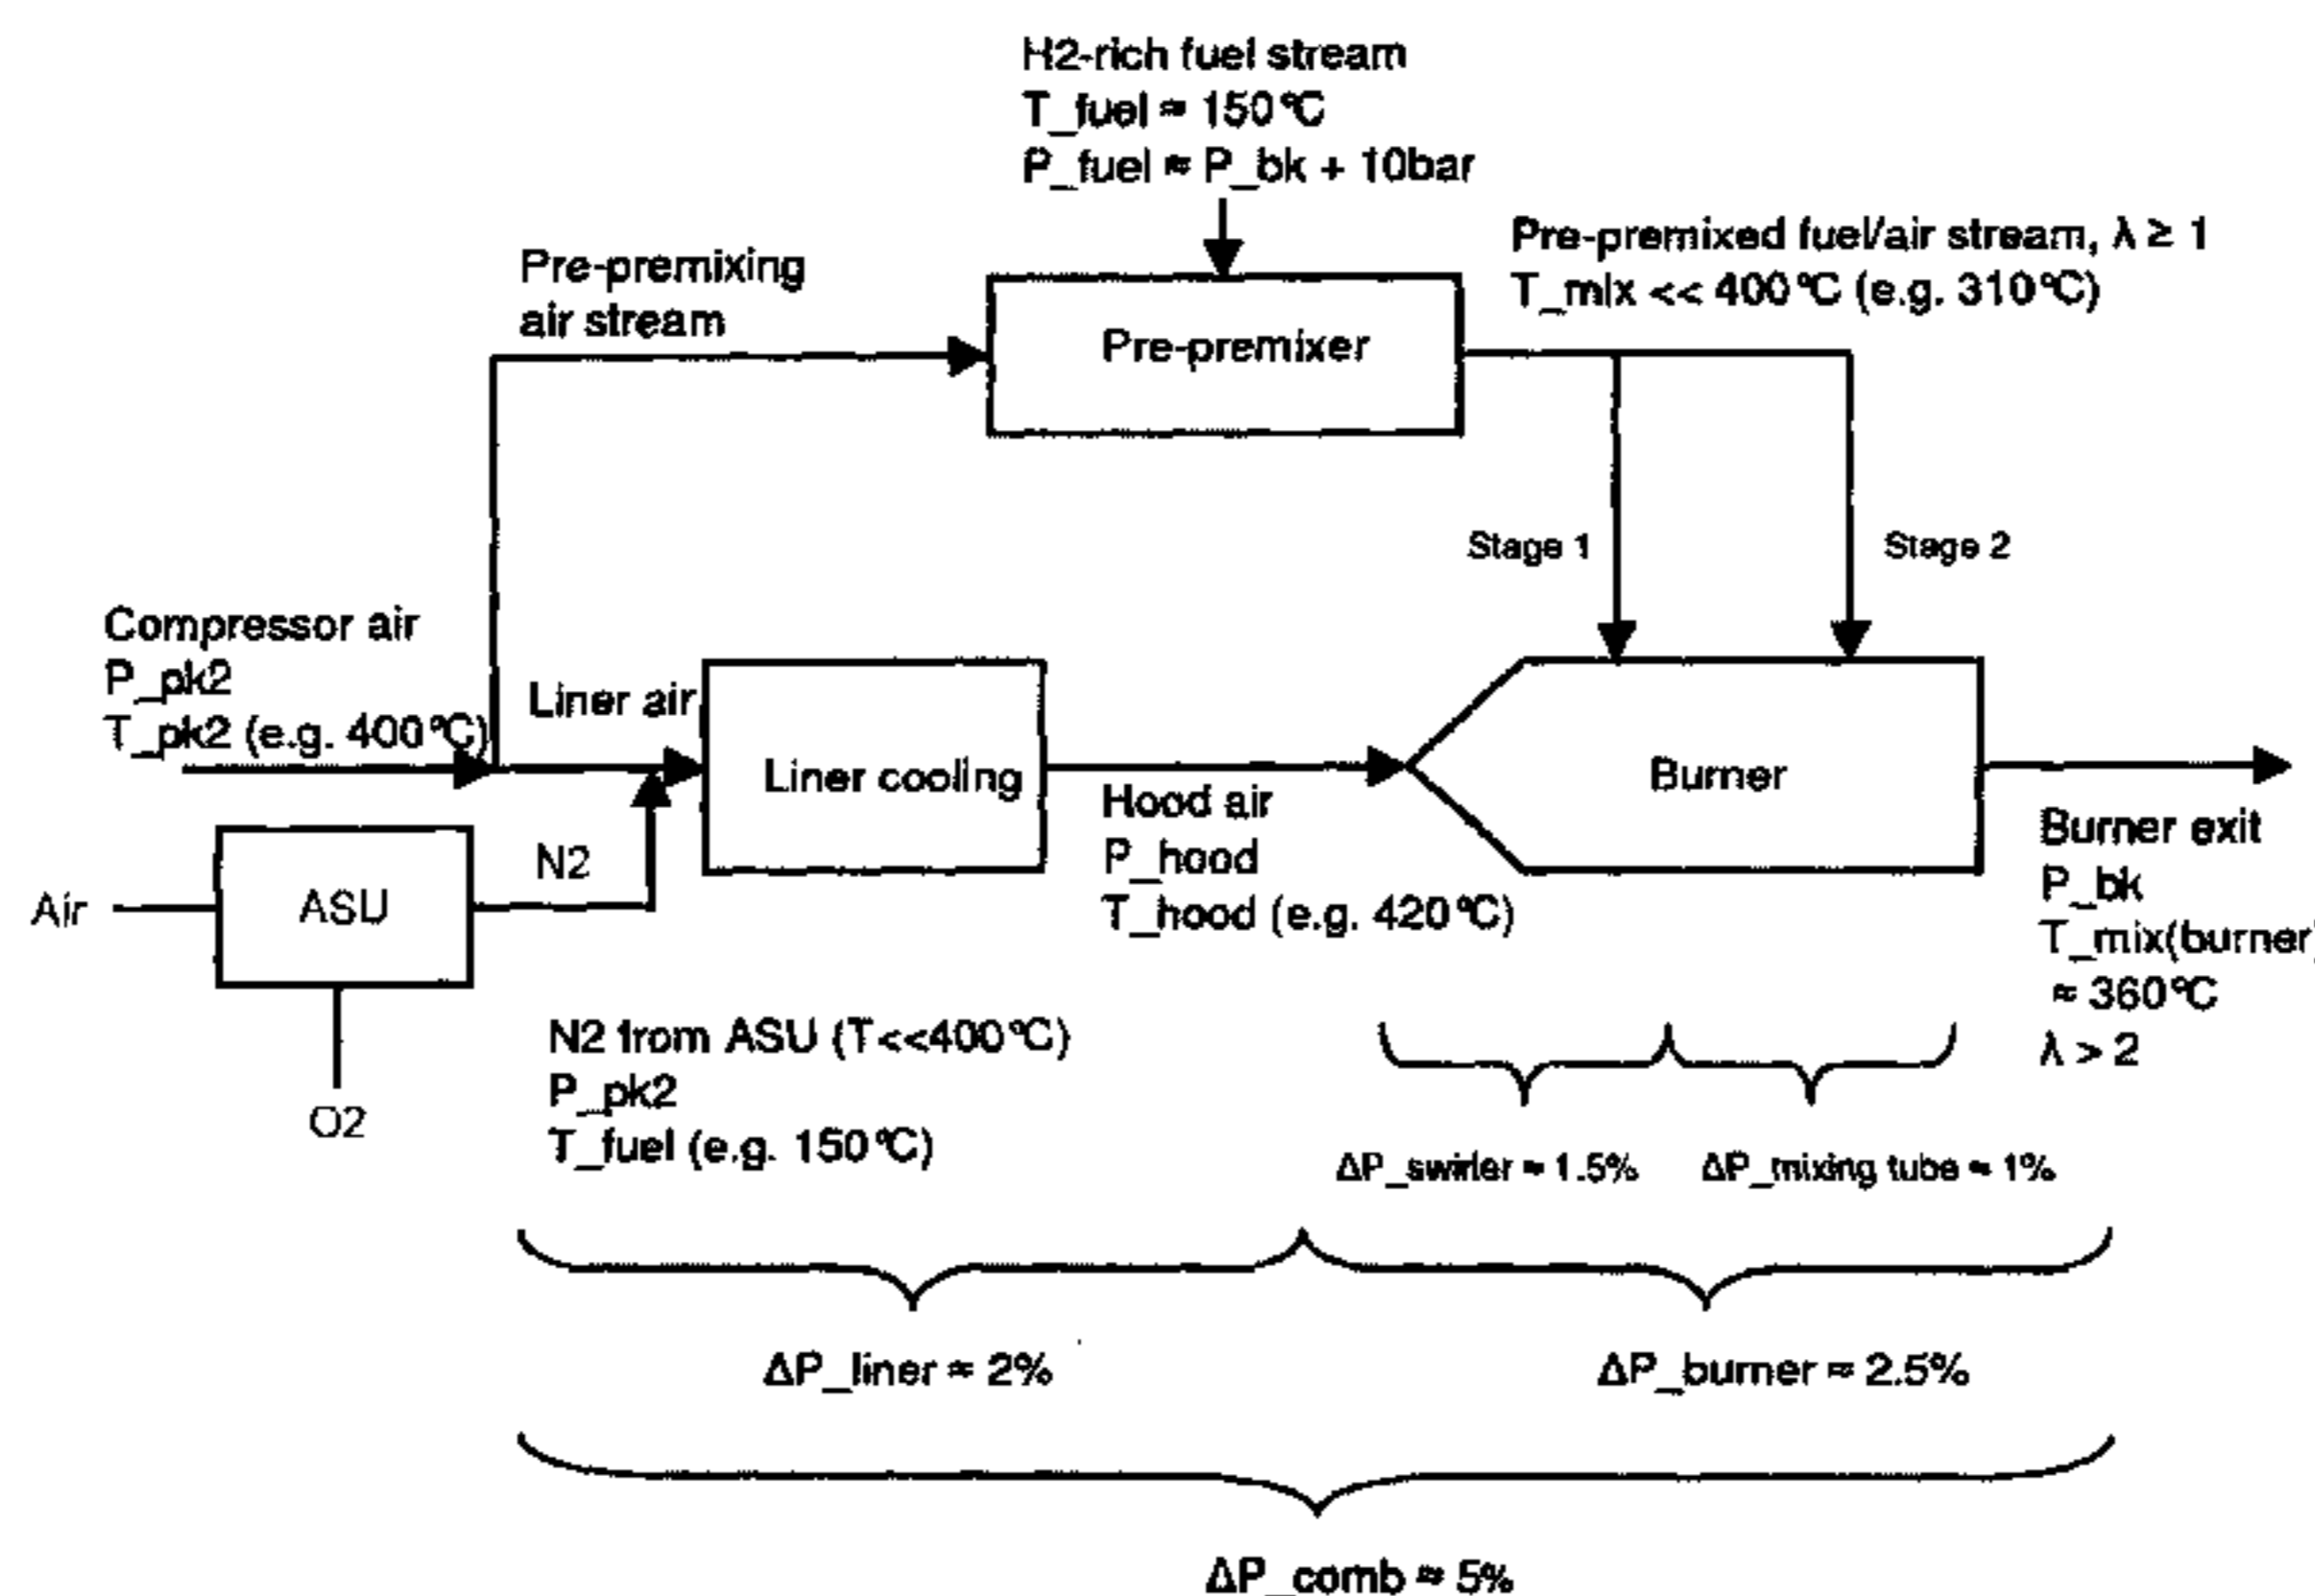 H2-rich fuel stream
T_fuel ≈ 150°C
P_fuel ≈ P_bk + 10bar
Pre-premixing
air stream
Pre-premixer
Pre-premixed fuel/air stream, λ ≥ 1
T_mix << 400°C (e.g. 310°C)
Stage 1
Stage 2
Compressor air
P_pk2
T_pk2 (e.g. 400°C)
Liner air
Liner cooling
Hood air
P_hood
T_hood (e.g. 420°C)
Burner
Burner exit
P_bk
T_mix(burner)
≈ 360°C
λ > 2
Air
ASU
N2
O2
N2 from ASU (T<<400°C)
P_pk2
T_fuel (e.g. 150°C)
ΔP_swirler ≈ 1.5%
ΔP_mixing tube ≈ 1%
ΔP_liner ≈ 2%
ΔP_burner ≈ 2.5%
ΔP_comb ≈ 5%